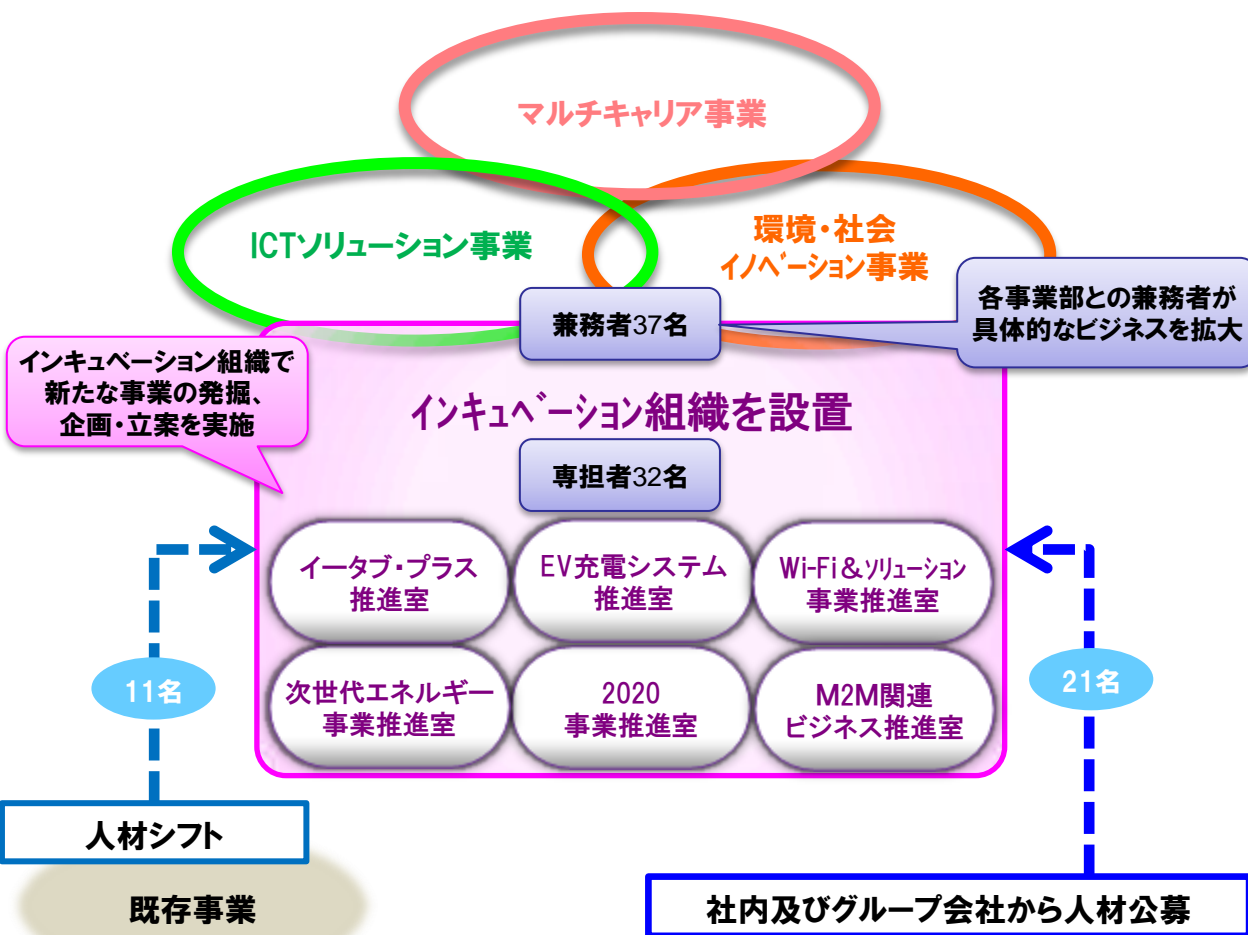 マルチキャリア事業
ICTソリューション事業
環境・社会
イノベーション事業
兼務者37名
各事業部との兼務者が
具体的なビジネスを拡大
インキュベーション組織で
新たな事業の発掘、
企画・立案を実施
インキュベーション組織を設置
専担者32名
イータブ・プラス
推進室
EV充電システム
推進室
Wi-Fi＆ソリューション
事業推進室
次世代エネルギー
事業推進室
2020
事業推進室
M2M関連
ビジネス推進室
11名
21名
人材シフト
既存事業
社内及びグループ会社から人材公募